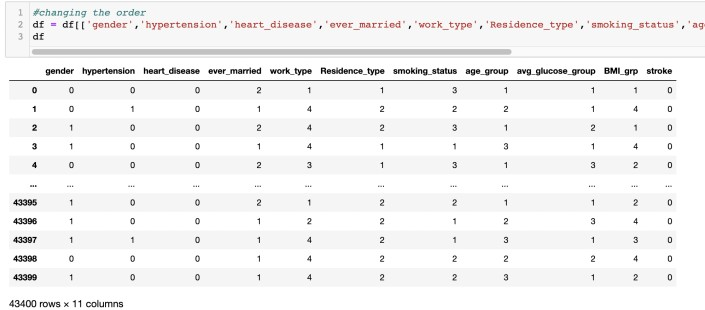 1 #changing the order
2 df = df[['gender','hypertension','heart_disease','ever_married','work_type','Residence_type','smoking_status','age
3 df
gender hypertension heart_disease ever_married work_type Residence_type smoking_status age_group avg_glucose_group BMI_grp stroke
0 0 0 0 2 1 1 3 1 1 1 0
1 0 1 0 1 4 2 2 2 1 4 0
2 1 0 0 2 4 2 3 1 2 1 0
3 1 0 0 1 4 1 1 3 1 4 0
4 0 0 0 2 3 1 3 1 3 2 0
... ... ... ... ... ... ... ... ... ... ... ...
43395 1 0 0 2 1 2 2 1 1 2 0
43396 1 0 0 1 2 2 1 2 3 4 0
43397 1 1 0 1 4 2 1 3 1 3 0
43398 0 0 0 1 4 2 2 2 2 4 0
43399 1 0 0 1 4 2 2 3 1 2 0
43400 rows × 11 columns